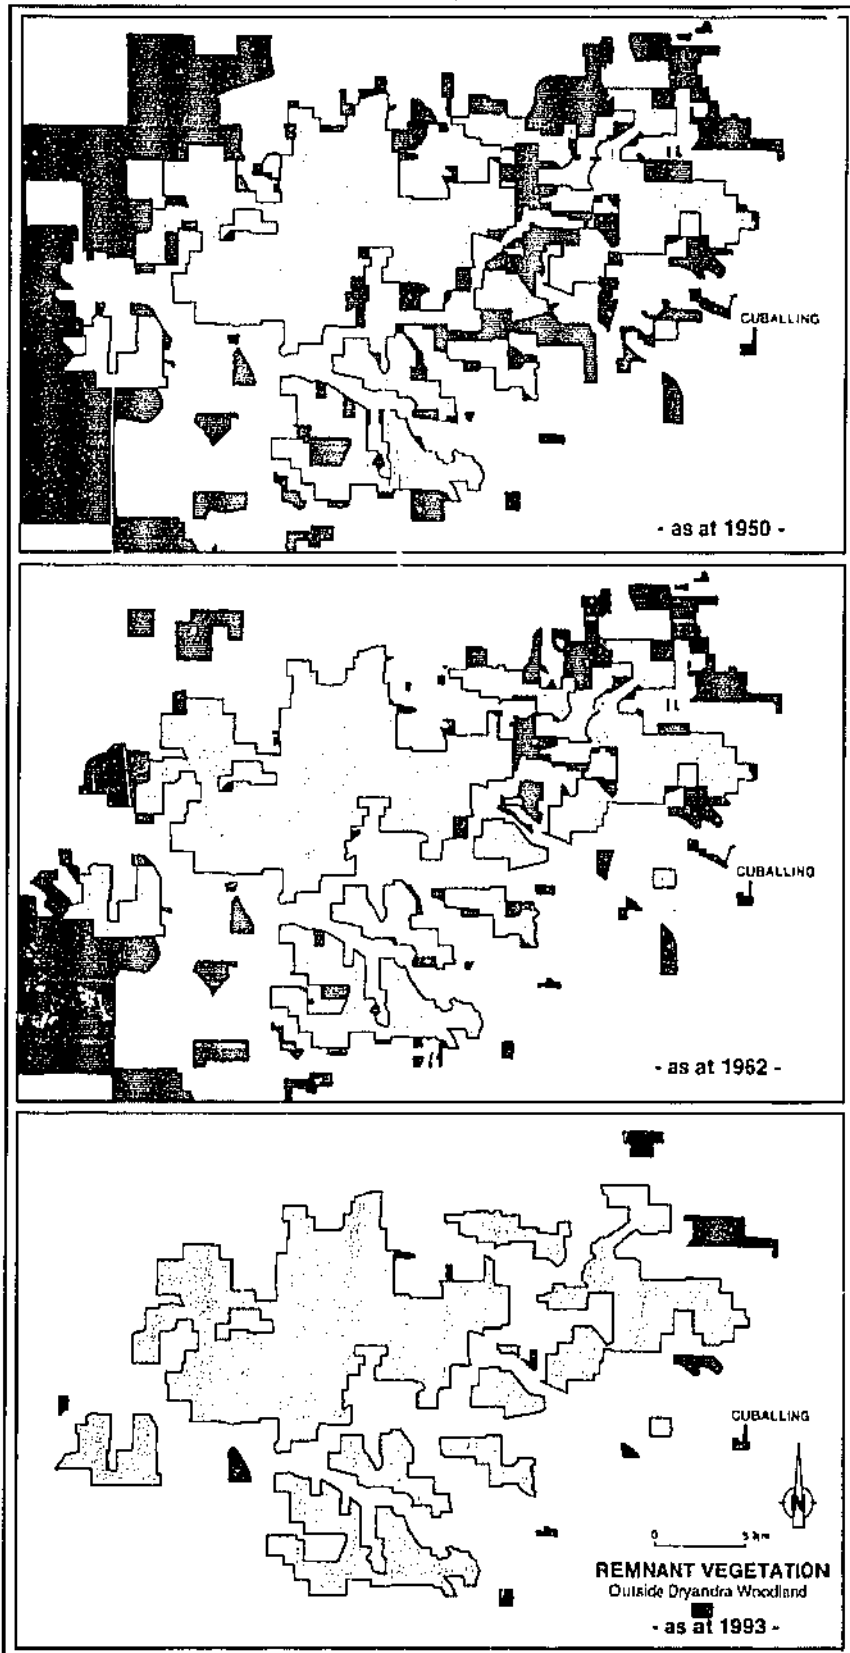 CUBALLING
- as at 1950 -
CUBALLING
- as at 1962 -
CUBALLING
N
0 5 km
REMNANT VEGETATION
Outside Dryandra Woodland
- as at 1993 -